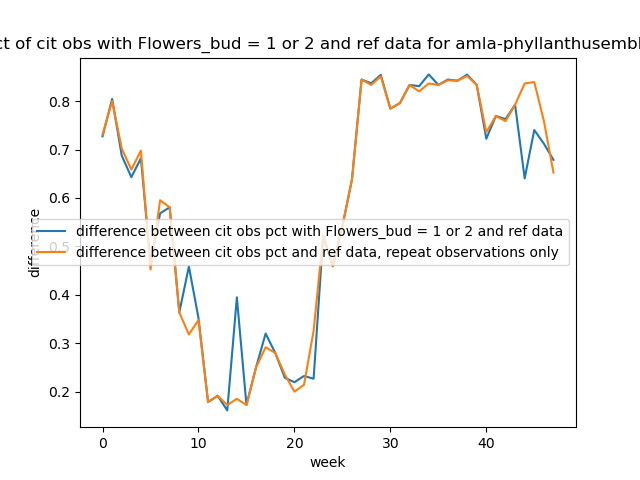 ct of cit obs with Flowers_bud = 1 or 2 and ref data for amla-phyllanthusembl
0.8
0.7
0.6
0.5
0.4
0.3
0.2
difference
difference between cit obs pct with Flowers_bud = 1 or 2 and ref data
difference between cit obs pct and ref data, repeat observations only
0 10 20 30 40
week